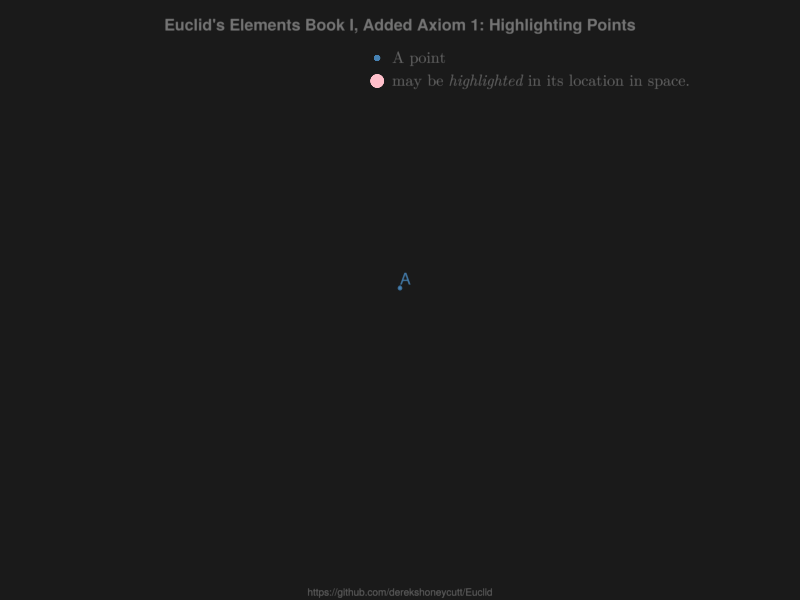 Euclid's Elements Book I, Added Axiom 1: Highlighting Points
A point
may be highlighted in its location in space.
A
https://github.com/derekshoneycutt/Euclid